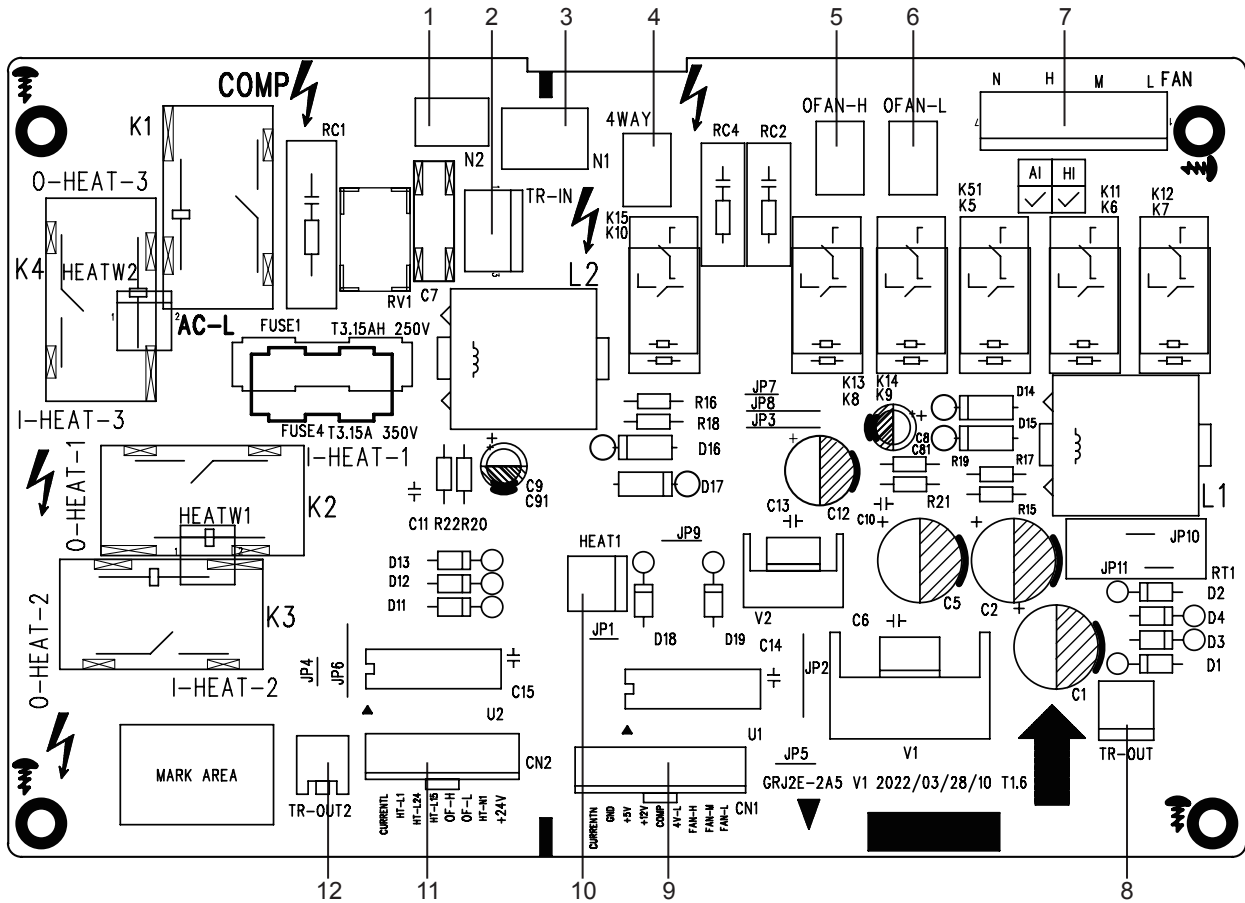 1 2 3 4 5 6 7
COMP
N H M L FAN
K1
RC1
N2
N1
4WAY
RC4 RC2
OFAN-H OFAN-L
AI HI
O-HEAT-3
TR-IN
K15
K10
K51
K5
K11
K6
K12
K7
K4
HEATW2
1 2
AC-L
RV1
C7
L2
FUSE1 T3.15AH 250V
FUSE4 T3.15A 350V
I-HEAT-3
I-HEAT-1
R16
R18
D16
D17
JP7
JP8
JP3
K13
K8
K14
K9
D14
D15
C8
C81
R19
R17
R21
R15
L1
O-HEAT-1
K2
HEATW1
1 2
C11 R22 R20
C9
C91
C13
C12
C10
D13
D12
D11
HEAT1
JP9
V2
C5
C2
JP10
JP11
RT1
D2
D4
D3
D1
O-HEAT-2
K3
I-HEAT-2
JP4
JP6
C15
U2
JP1
D18
D19
C14
C6
JP2
C1
U1
V1
TR-OUT
MARK AREA
TR-OUT2
CN2
CURRENTL
HT-L1
HT-L24
HT-L15
OF-H
OF-L
HT-N1
+24V
CN1
CURRENTN
GND
+5V
+12V
COMP
4V-L
FAN-H
FAN-M
FAN-L
JP5
GRJ2E-2A5 V1 2022/03/28/10 T1.6
12 11 10 9 8